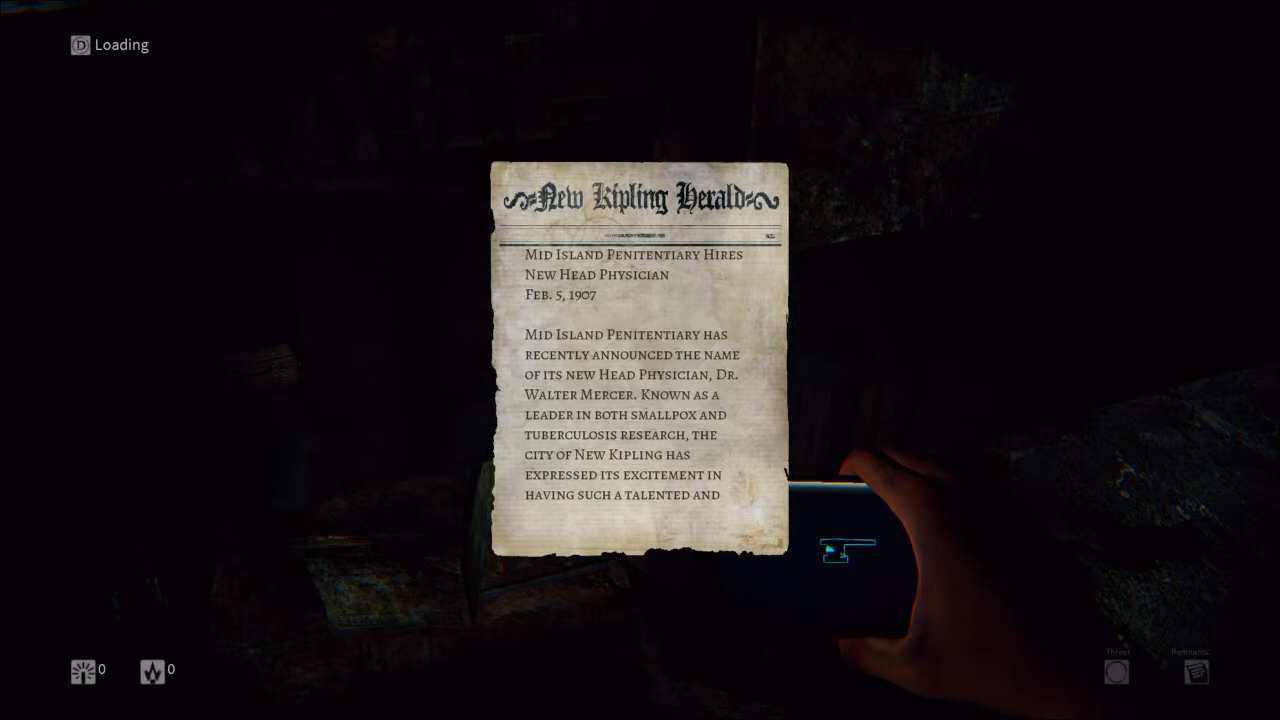 Loading
New Kipling Herald
Mid Island Penitentiary Hires
New Head Physician
Feb. 5, 1907
Mid Island Penitentiary has
recently announced the name
of its new Head Physician, Dr.
Walter Mercer. Known as a
leader in both smallpox and
tuberculosis research, the
city of New Kipling has
expressed its excitement in
having such a talented and
0
0
Threat
Remnants